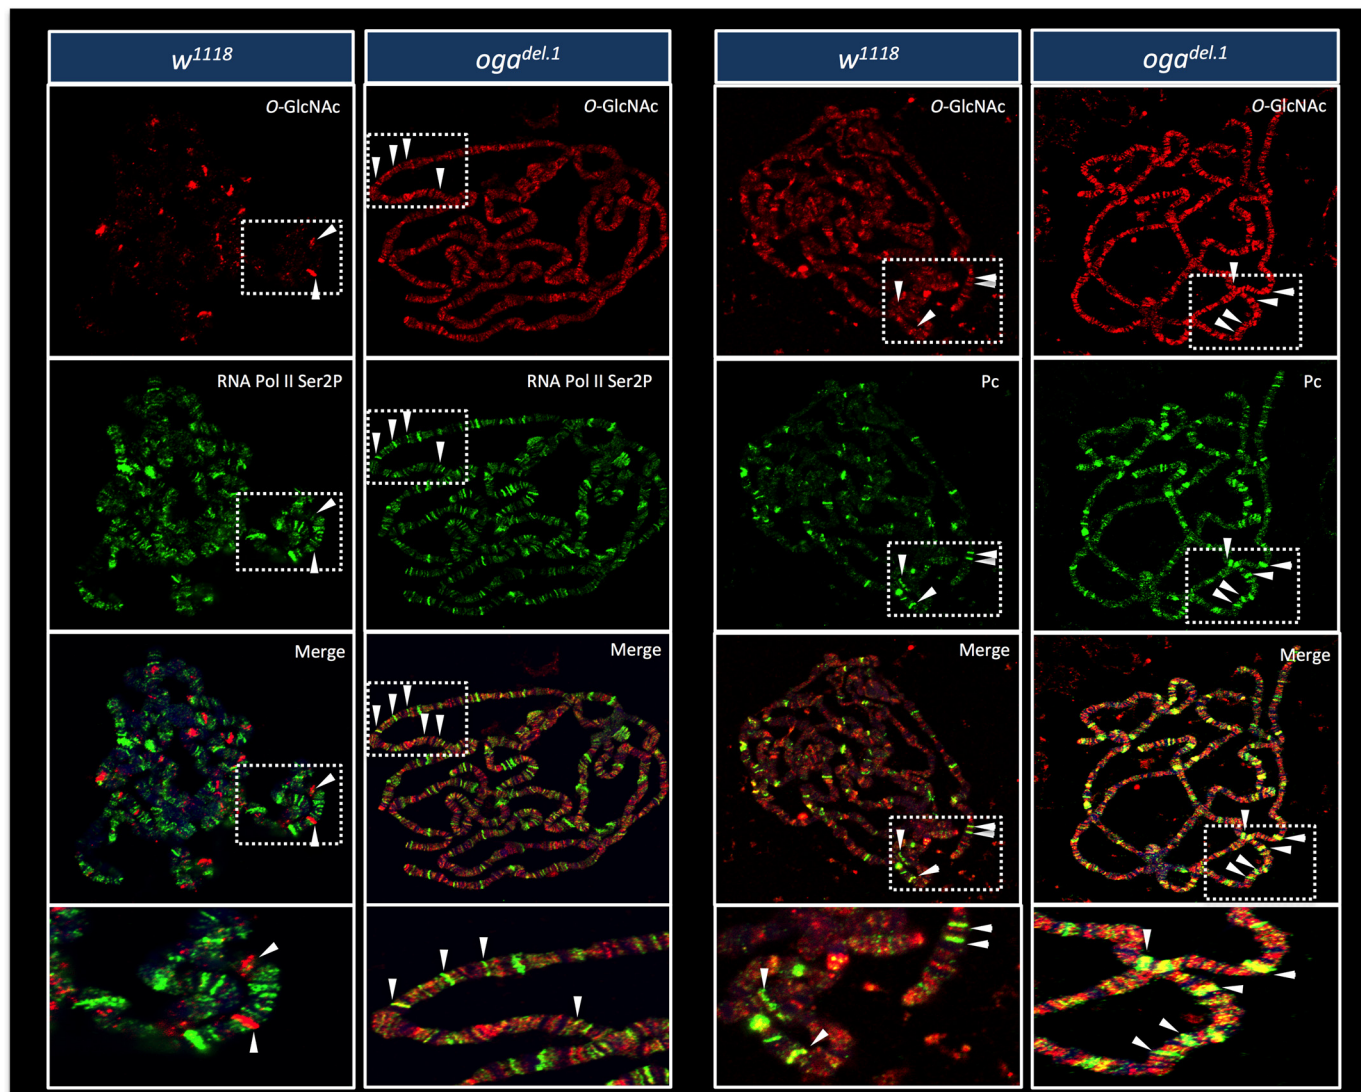 w1118
ogadel.1
w1118
ogadel.1
O-GlcNAc
O-GlcNAc
O-GlcNAc
O-GlcNAc
RNA Pol II Ser2P
RNA Pol II Ser2P
Pc
Pc
Merge
Merge
Merge
Merge